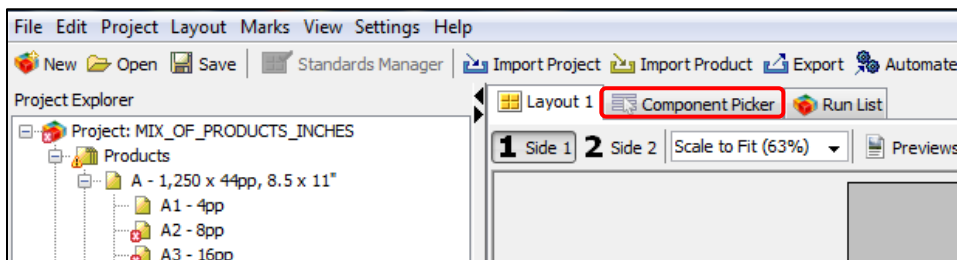 File Edit Project Layout Marks View Settings Help
New Open Save Standards Manager Import Project Import Product Export Automate
Project Explorer
Layout 1 Component Picker Run List
Project: MIX_OF_PRODUCTS_INCHES
1 Side 1 2 Side 2 Scale to Fit (63%) Previews
Products
A - 1,250 x 44pp, 8.5 x 11"
A1 - 4pp
A2 - 8pp
A3 - 16pp